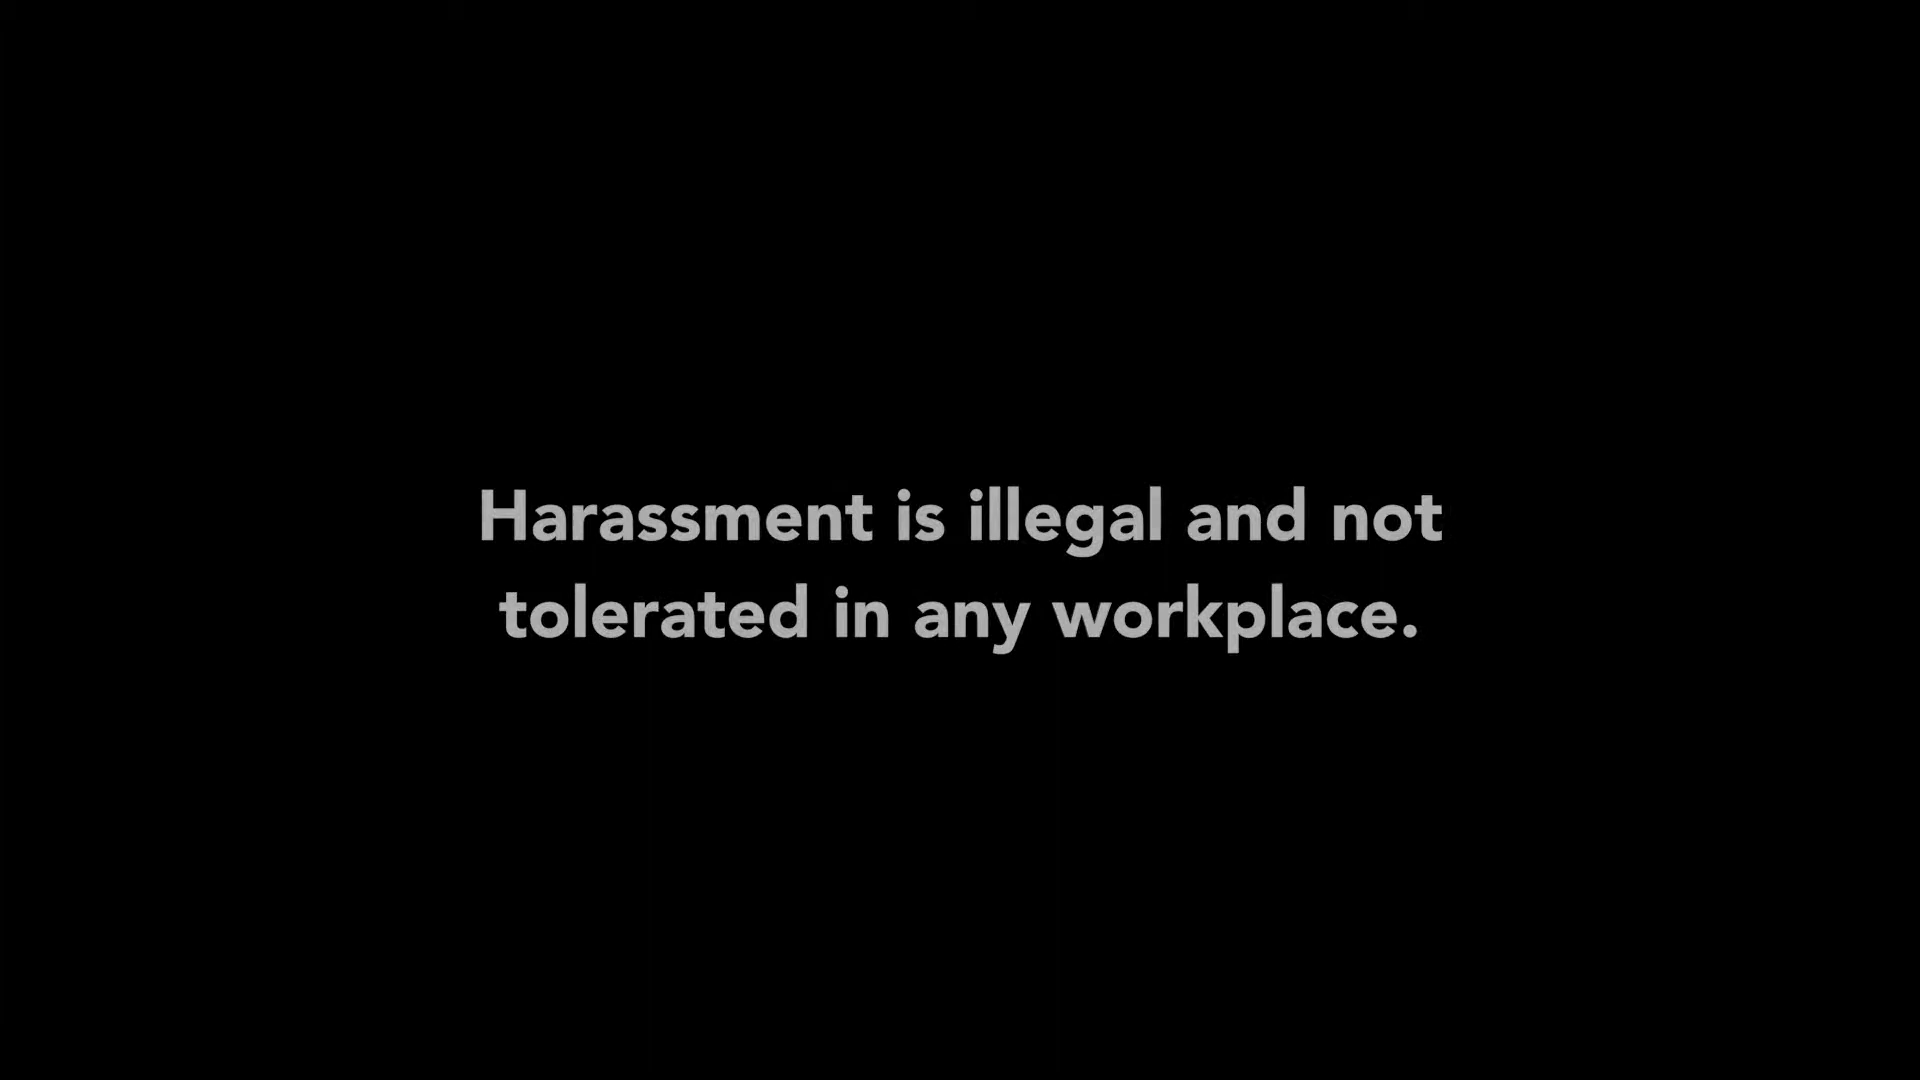 Harassment is illegal and not
tolerated in any workplace.